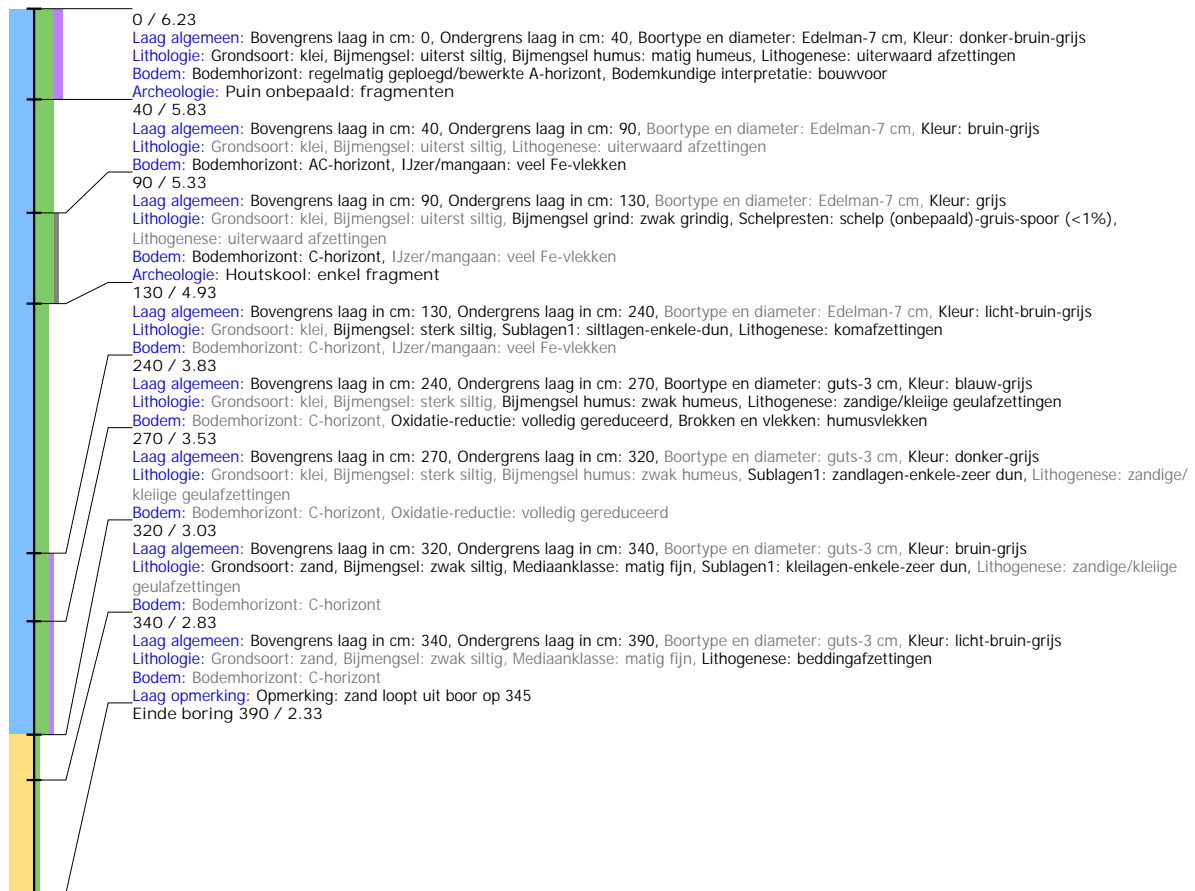 0 / 6.23
Laag algemeen: Bovengrens laag in cm: 0, Ondergrens laag in cm: 40, Boortype en diameter: Edelman-7 cm, Kleur: donker-bruin-grijs
Lithologie: Grondsoort: klei, Bijmengsel: uiterst siltig, Bijmengsel humus: matig humeus, Lithogenese: uiterwaard afzettingen
Bodem: Bodemhorizont: regelmatig geploegd/bewerkte A-horizont, Bodemkundige interpretatie: bouwvoor
Archeologie: Puin onbepaald: fragmenten
40 / 5.83
Laag algemeen: Bovengrens laag in cm: 40, Ondergrens laag in cm: 90, Boortype en diameter: Edelman-7 cm, Kleur: bruin-grijs
Lithologie: Grondsoort: klei, Bijmengsel: uiterst siltig, Lithogenese: uiterwaard afzettingen
Bodem: Bodemhorizont: AC-horizont, IJzer/mangaan: veel Fe-vlekken
90 / 5.33
Laag algemeen: Bovengrens laag in cm: 90, Ondergrens laag in cm: 130, Boortype en diameter: Edelman-7 cm, Kleur: grijs
Lithologie: Grondsoort: klei, Bijmengsel: uiterst siltig, Bijmengsel grind: zwak grindig, Schelpresten: schelp (onbepaald)-gruis-spoor (<1%),
Lithogenese: uiterwaard afzettingen
Bodem: Bodemhorizont: C-horizont, IJzer/mangaan: veel Fe-vlekken
Archeologie: Houtskool: enkel fragment
130 / 4.93
Laag algemeen: Bovengrens laag in cm: 130, Ondergrens laag in cm: 240, Boortype en diameter: Edelman-7 cm, Kleur: licht-bruin-grijs
Lithologie: Grondsoort: klei, Bijmengsel: sterk siltig, Sublagen1: siltlagen-enkele-dun, Lithogenese: komafzettingen
Bodem: Bodemhorizont: C-horizont, IJzer/mangaan: veel Fe-vlekken
240 / 3.83
Laag algemeen: Bovengrens laag in cm: 240, Ondergrens laag in cm: 270, Boortype en diameter: guts-3 cm, Kleur: blauw-grijs
Lithologie: Grondsoort: klei, Bijmengsel: sterk siltig, Bijmengsel humus: zwak humeus, Lithogenese: zandige/kleiige geulafzettingen
Bodem: Bodemhorizont: C-horizont, Oxidatie-reductie: volledig gereduceerd, Brokken en vlekken: humusvlekken
270 / 3.53
Laag algemeen: Bovengrens laag in cm: 270, Ondergrens laag in cm: 320, Boortype en diameter: guts-3 cm, Kleur: donker-grijs
Lithologie: Grondsoort: klei, Bijmengsel: sterk siltig, Bijmengsel humus: zwak humeus, Sublagen1: zandlagen-enkele-zeer dun, Lithogenese: zandige/
kleiige geulafzettingen
Bodem: Bodemhorizont: C-horizont, Oxidatie-reductie: volledig gereduceerd
320 / 3.03
Laag algemeen: Bovengrens laag in cm: 320, Ondergrens laag in cm: 340, Boortype en diameter: guts-3 cm, Kleur: bruin-grijs
Lithologie: Grondsoort: zand, Bijmengsel: zwak siltig, Mediaanklasse: matig fijn, Sublagen1: kleilagen-enkele-zeer dun, Lithogenese: zandige/kleiige
geulafzettingen
Bodem: Bodemhorizont: C-horizont
340 / 2.83
Laag algemeen: Bovengrens laag in cm: 340, Ondergrens laag in cm: 390, Boortype en diameter: guts-3 cm, Kleur: licht-bruin-grijs
Lithologie: Grondsoort: zand, Bijmengsel: zwak siltig, Mediaanklasse: matig fijn, Lithogenese: beddingafzettingen
Bodem: Bodemhorizont: C-horizont
Laag opmerking: Opmerking: zand loopt uit boor op 345
Einde boring 390 / 2.33